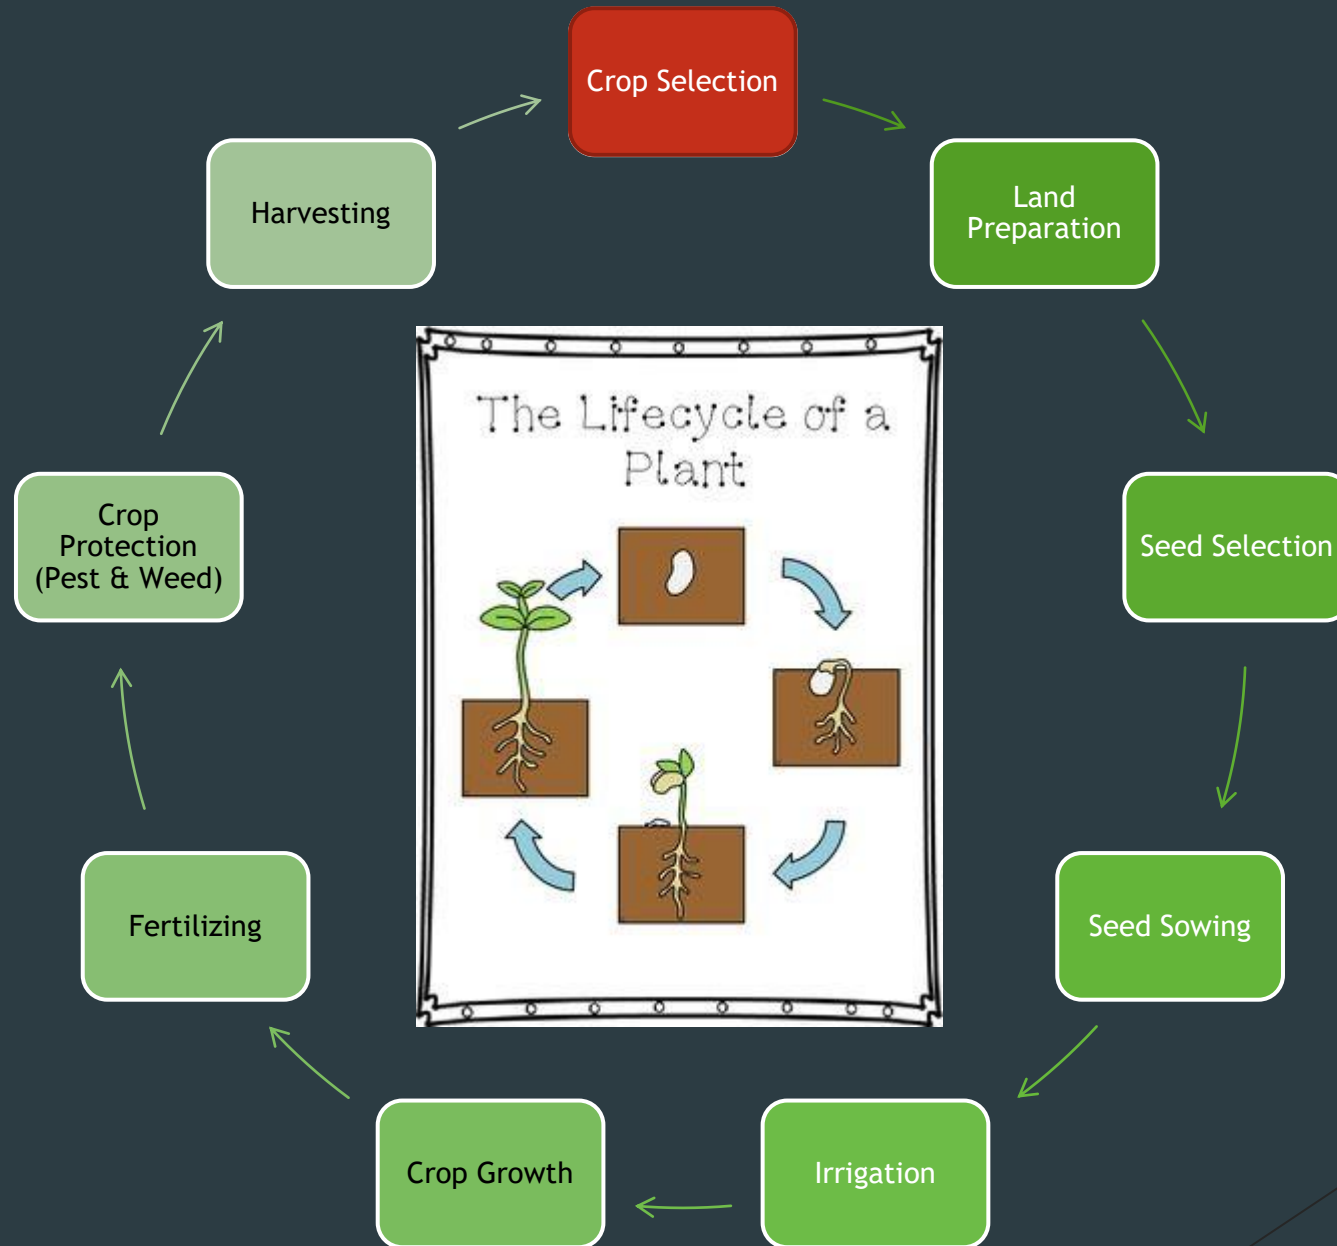 Crop Selection
Land
Preparation
Seed Selection
Seed Sowing
Irrigation
Crop Growth
Fertilizing
Crop
Protection
(Pest & Weed)
Harvesting
The Lifecycle of a
Plant